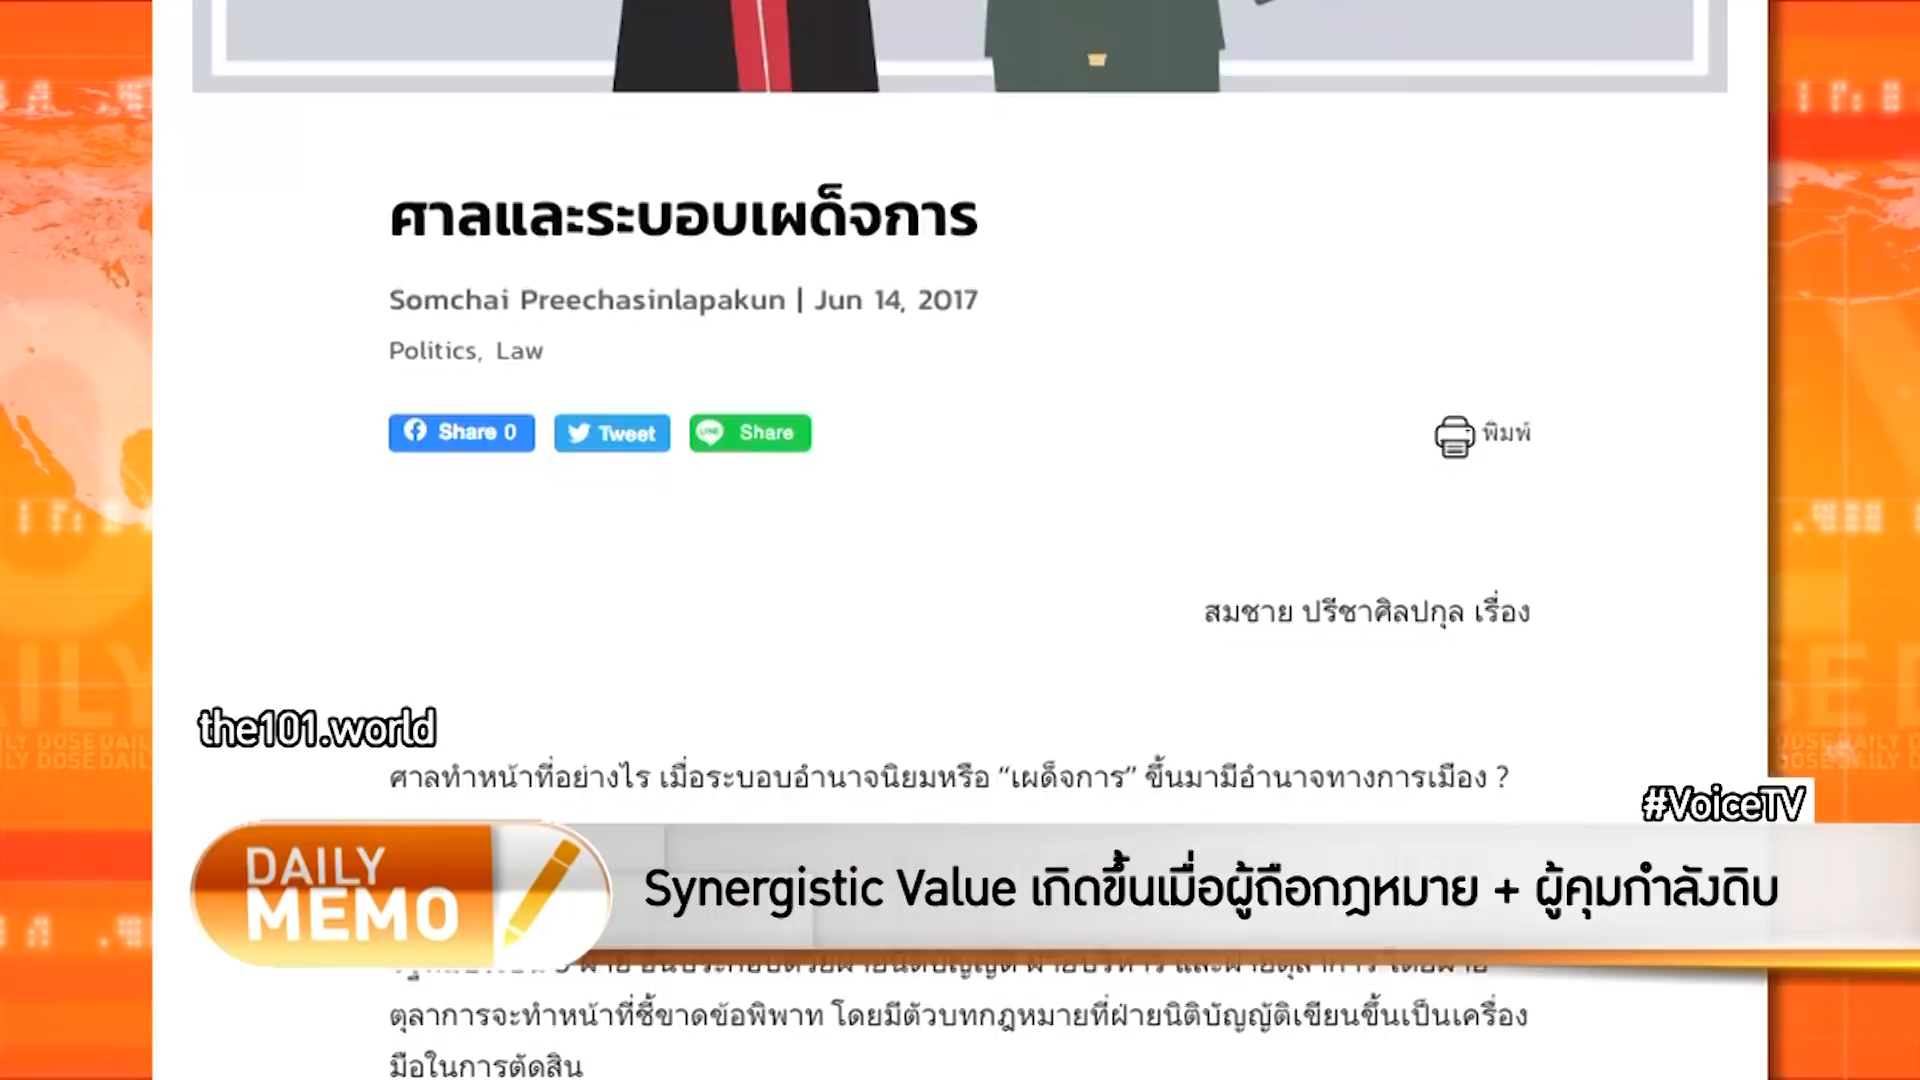 ศาลและระบอบเผด็จการ
Somchai Preechasinlapakun | Jun 14, 2017
Politics, Law
Share 0
Tweet
Share
พิมพ์
สมชาย ปรีชาศิลปกุล เรื่อง
the101.world
ศาลทำหน้าที่อย่างไร เมื่อระบอบอำนาจนิยมหรือ “เผด็จการ” ขึ้นมามีอำนาจทางการเมือง ?
#VoiceTV
DAILY
MEMO
Synergistic Value เกิดขึ้นเมื่อผู้ถือกฎหมาย + ผู้คุมกำลังดิบ
ตุลาการจะทำหน้าที่ชี้ขาดข้อพิพาท โดยมีตัวบทกฎหมายที่ฝ่ายนิติบัญญัติเขียนขึ้นเป็นเครื่อง
มือในการตัดสิน